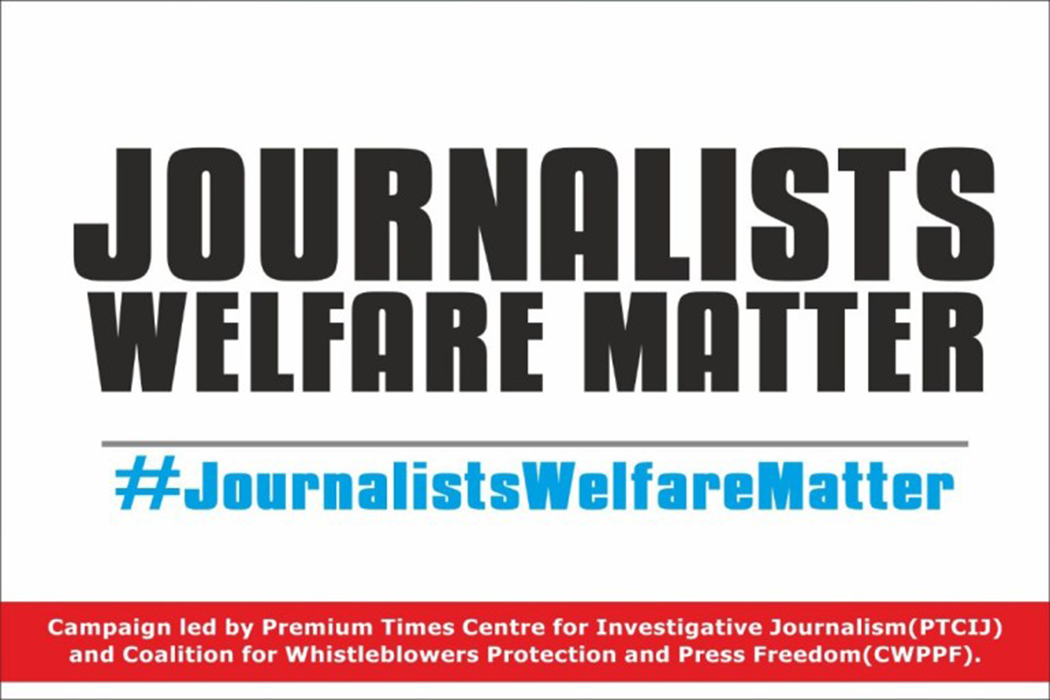 JOURNALISTS
WELFARE MATTER
#JournalistsWelfareMatter
Campaign led by Premium Times Centre for Investigative Journalism(PTCIJ)
and Coalition for Whistleblowers Protection and Press Freedom(CWPPF).